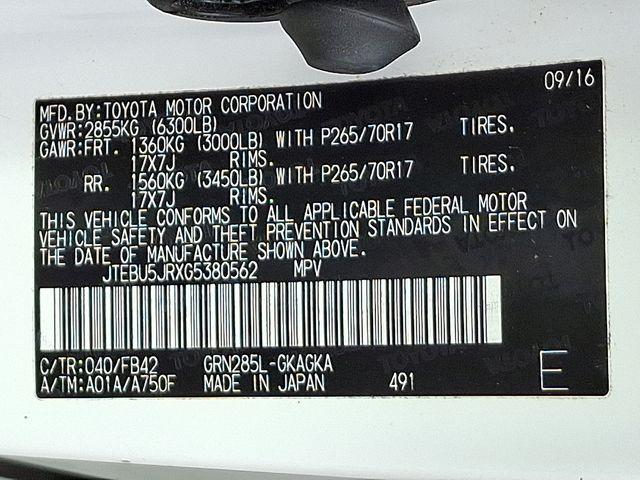 09/16
MFD. BY: TOYOTA MOTOR CORPORATION
GVWR: 2855KG (6300LB)
GAWR: FRT. 1360KG (3000LB) WITH P265/70R17 TIRES.
17X7J RIMS.
RR. 1560KG (3450LB) WITH P265/70R17 TIRES.
17X7J RIMS.
THIS VEHICLE CONFORMS TO ALL APPLICABLE FEDERAL MOTOR
VEHICLE SAFETY AND THEFT PREVENTION STANDARDS IN EFFECT ON
THE DATE OF MANUFACTURE SHOWN ABOVE.
JTEBU5JRXG5380562 MPV
C/TR: 040/FB42 GRN285L-GKAGKA
A/TM: A01A/A750F MADE IN JAPAN 491 E